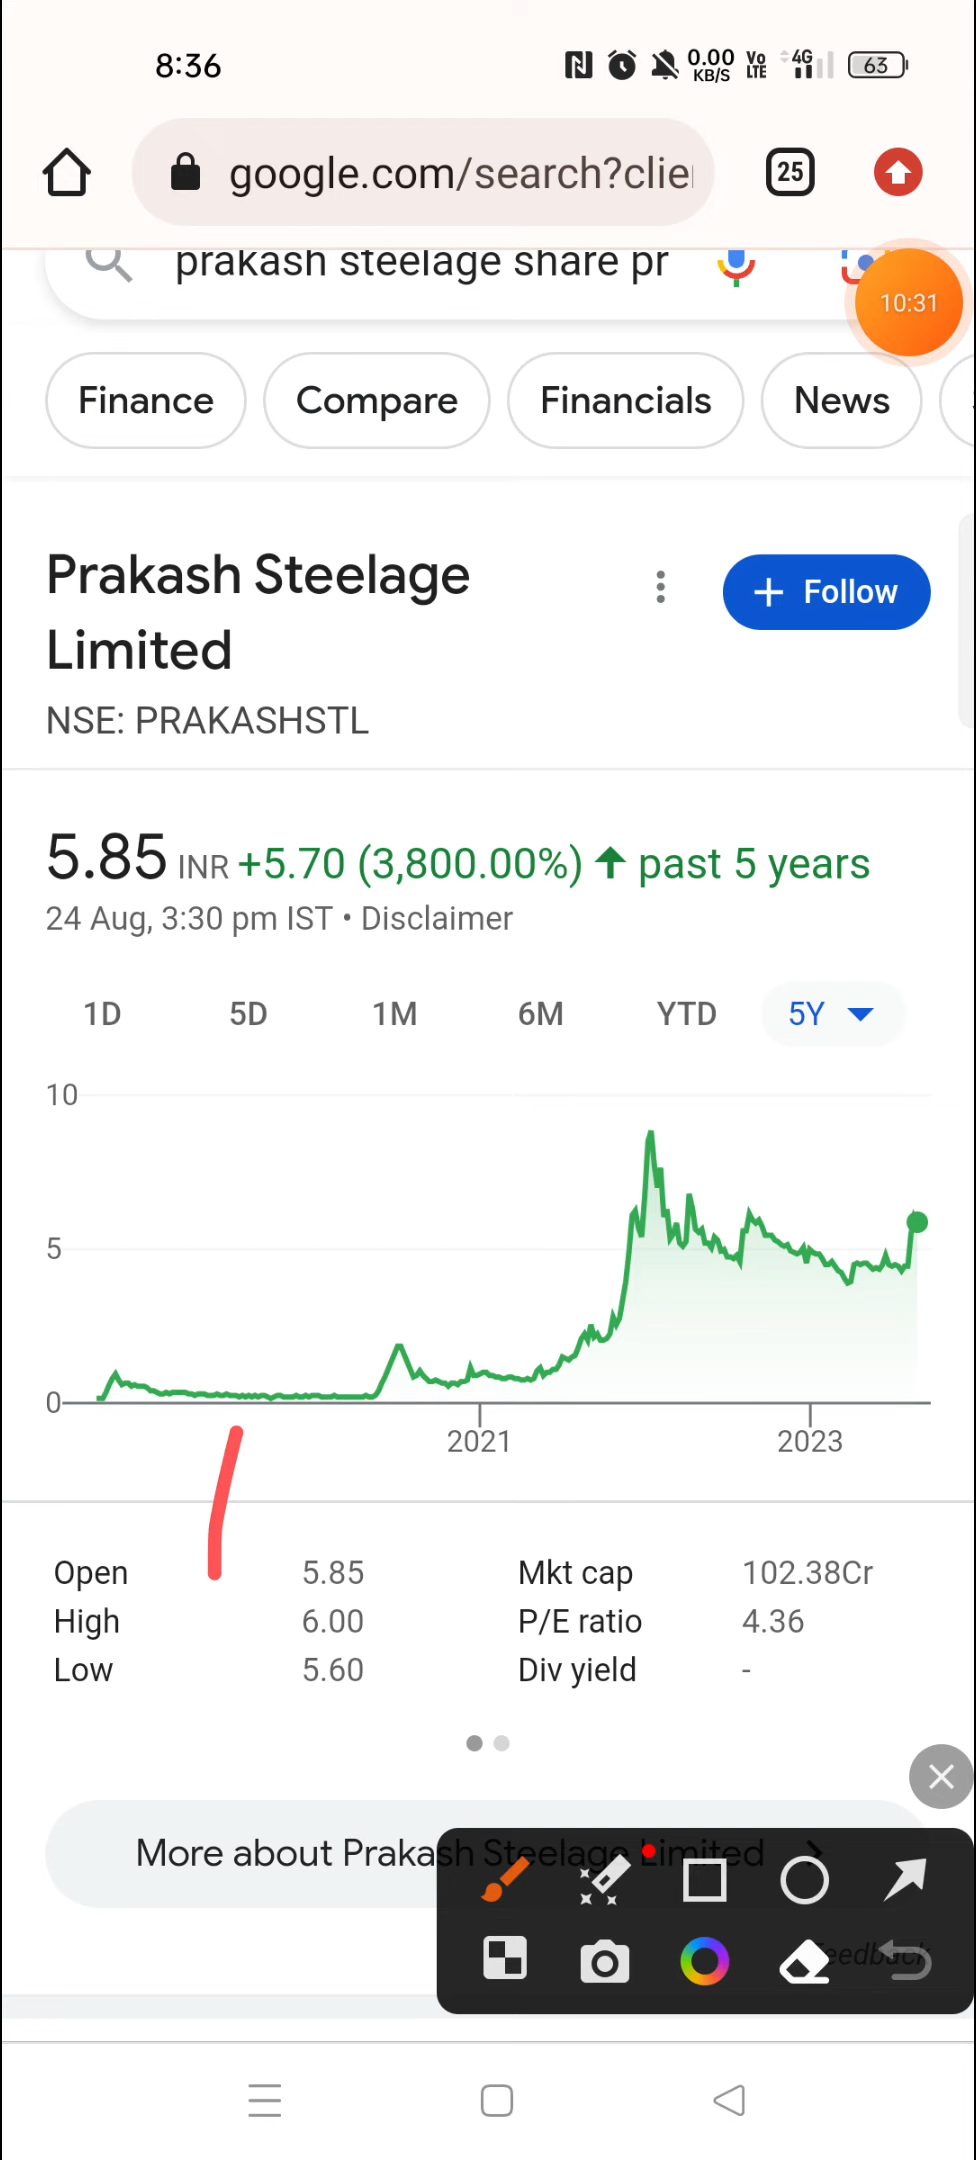 8:36
0.00
KB/S
Vo
LTE
4G
63
google.com/search?clie
25
prakash steelage share pr
10:31
Finance
Compare
Financials
News
Prakash Steelage
Limited
Follow
NSE: PRAKASHSTL
5.85 INR +5.70 (3,800.00%) ↑ past 5 years
24 Aug, 3:30 pm IST • Disclaimer
1D 5D 1M 6M YTD 5Y
10
5
0
2021 2023
Open 5.85 Mkt cap 102.38Cr
High 6.00 P/E ratio 4.36
Low 5.60 Div yield -
More about Prakash Steelage Limited
Feedback